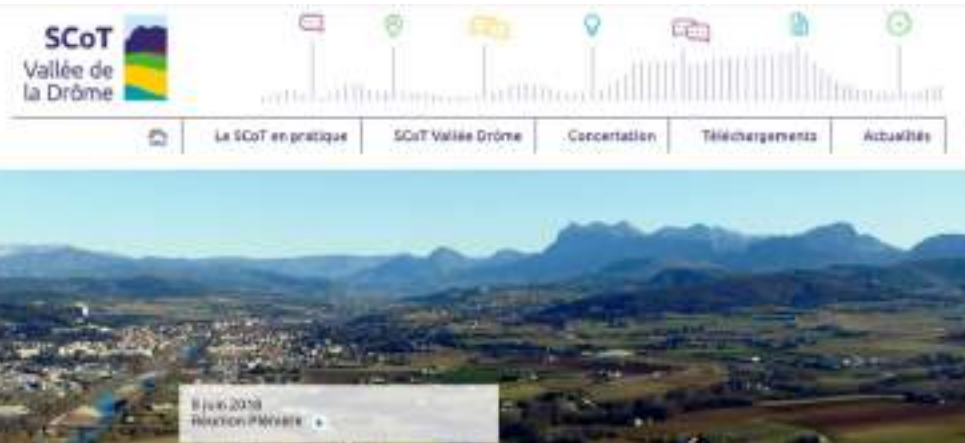 SCoT
Vallée de
la Drôme
Le SCoT en pratique
SCoT Vallée Drôme
Concertation
Téléchargements
Actualités
8 juin 2018
Réunion Plénière